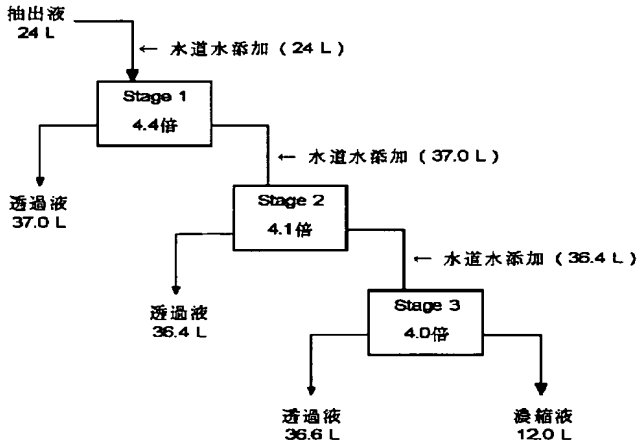 抽出液
24 L
← 水道水添加 (24 L)
Stage 1
4.4倍
← 水道水添加 (37.0 L)
透過液
37.0 L
Stage 2
4.1倍
← 水道水添加 (36.4 L)
透過液
36.4 L
Stage 3
4.0倍
透過液
36.6 L
濃縮液
12.0 L